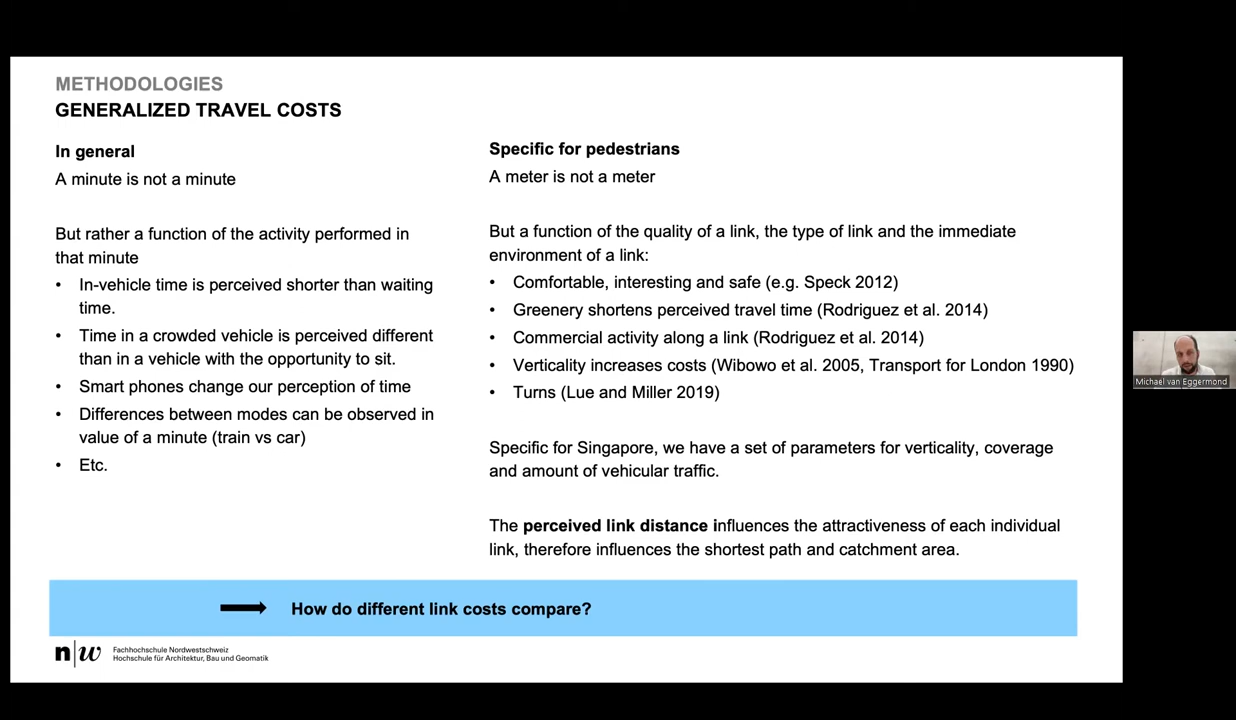 METHODOLOGIES
GENERALIZED TRAVEL COSTS
In general
A minute is not a minute
But rather a function of the activity performed in
that minute
• In-vehicle time is perceived shorter than waiting
time.
• Time in a crowded vehicle is perceived different
than in a vehicle with the opportunity to sit.
• Smart phones change our perception of time
• Differences between modes can be observed in
value of a minute (train vs car)
• Etc.
Specific for pedestrians
A meter is not a meter
But a function of the quality of a link, the type of link and the immediate
environment of a link:
• Comfortable, interesting and safe (e.g. Speck 2012)
• Greenery shortens perceived travel time (Rodriguez et al. 2014)
• Commercial activity along a link (Rodriguez et al. 2014)
• Verticality increases costs (Wibowo et al. 2005, Transport for London 1990)
• Turns (Lue and Miller 2019)
Specific for Singapore, we have a set of parameters for verticality, coverage
and amount of vehicular traffic.
The perceived link distance influences the attractiveness of each individual
link, therefore influences the shortest path and catchment area.
How do different link costs compare?
n|w
Fachhochschule Nordwestschweiz
Hochschule für Architektur, Bau und Geomatik
Michael van Eggermond